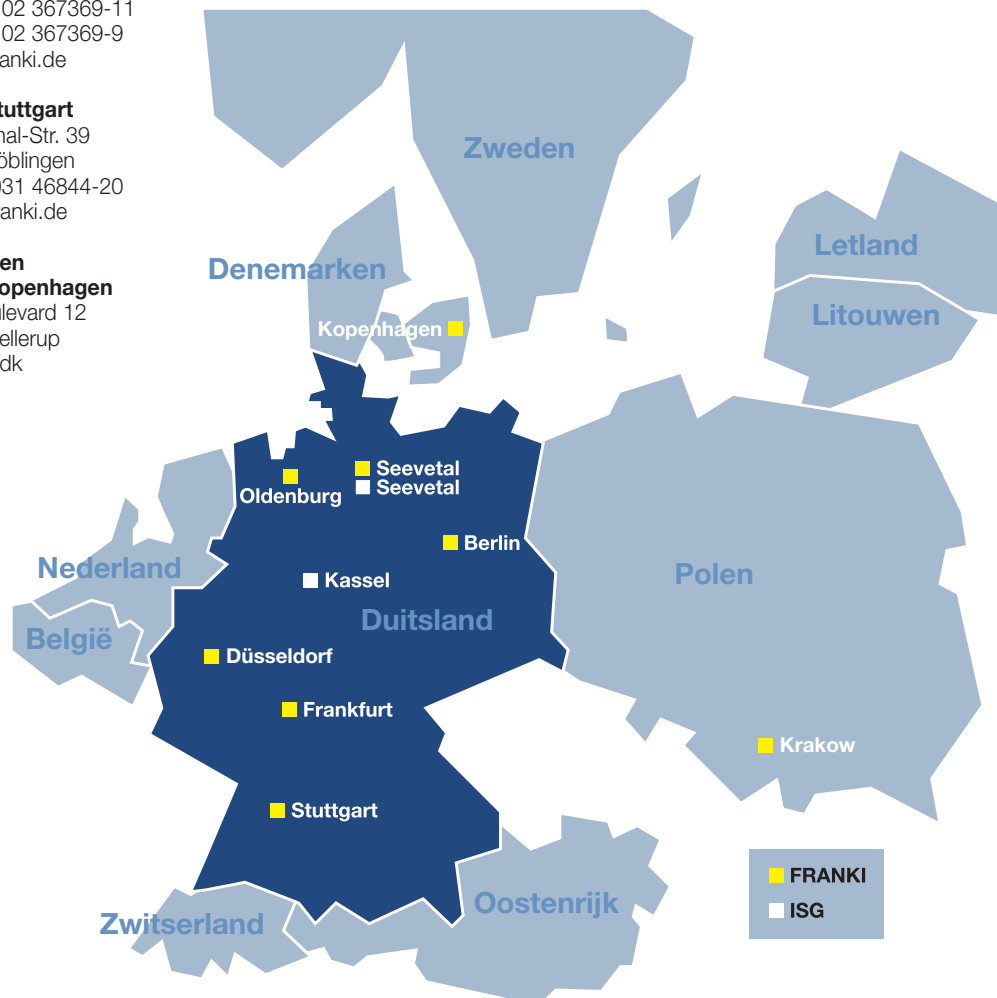 02 367369-11
02 367369-9
anki.de
tuttgart
nal-Str. 39
öblingen
031 46844-20
anki.de
en
openhagen
ulevard 12
ellerup
dk
Zweden
Letland
Denemarken
Litouwen
Kopenhagen
Seevetal
Oldenburg
Seevetal
Berlin
Nederland
Kassel
Polen
Duitsland
België
Düsseldorf
Frankfurt
Krakow
Stuttgart
FRANKI
Oostenrijk
ISG
Zwitserland